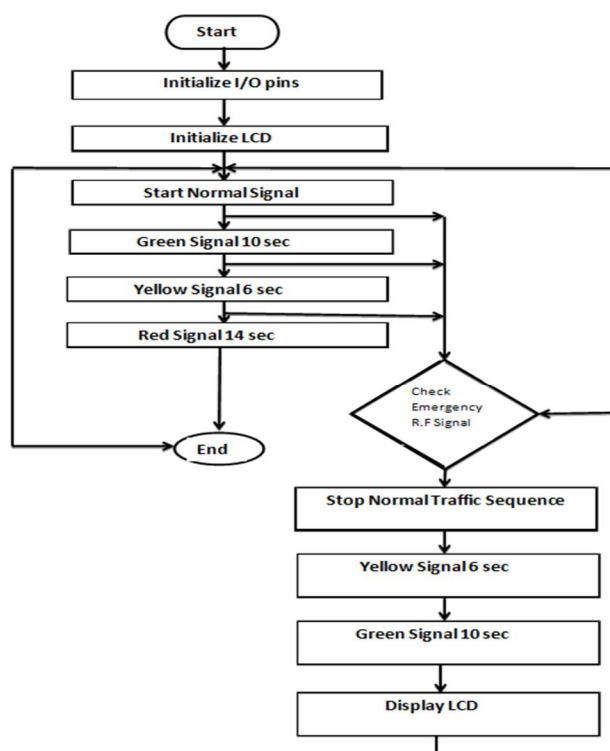 Start
Initialize I/O pins
Initialize LCD
Start Normal Signal
Green Signal 10 sec
Yellow Signal 6 sec
Red Signal 14 sec
End
Check
Emergency
R.F Signal
Stop Normal Traffic Sequence
Yellow Signal 6 sec
Green Signal 10 sec
Display LCD